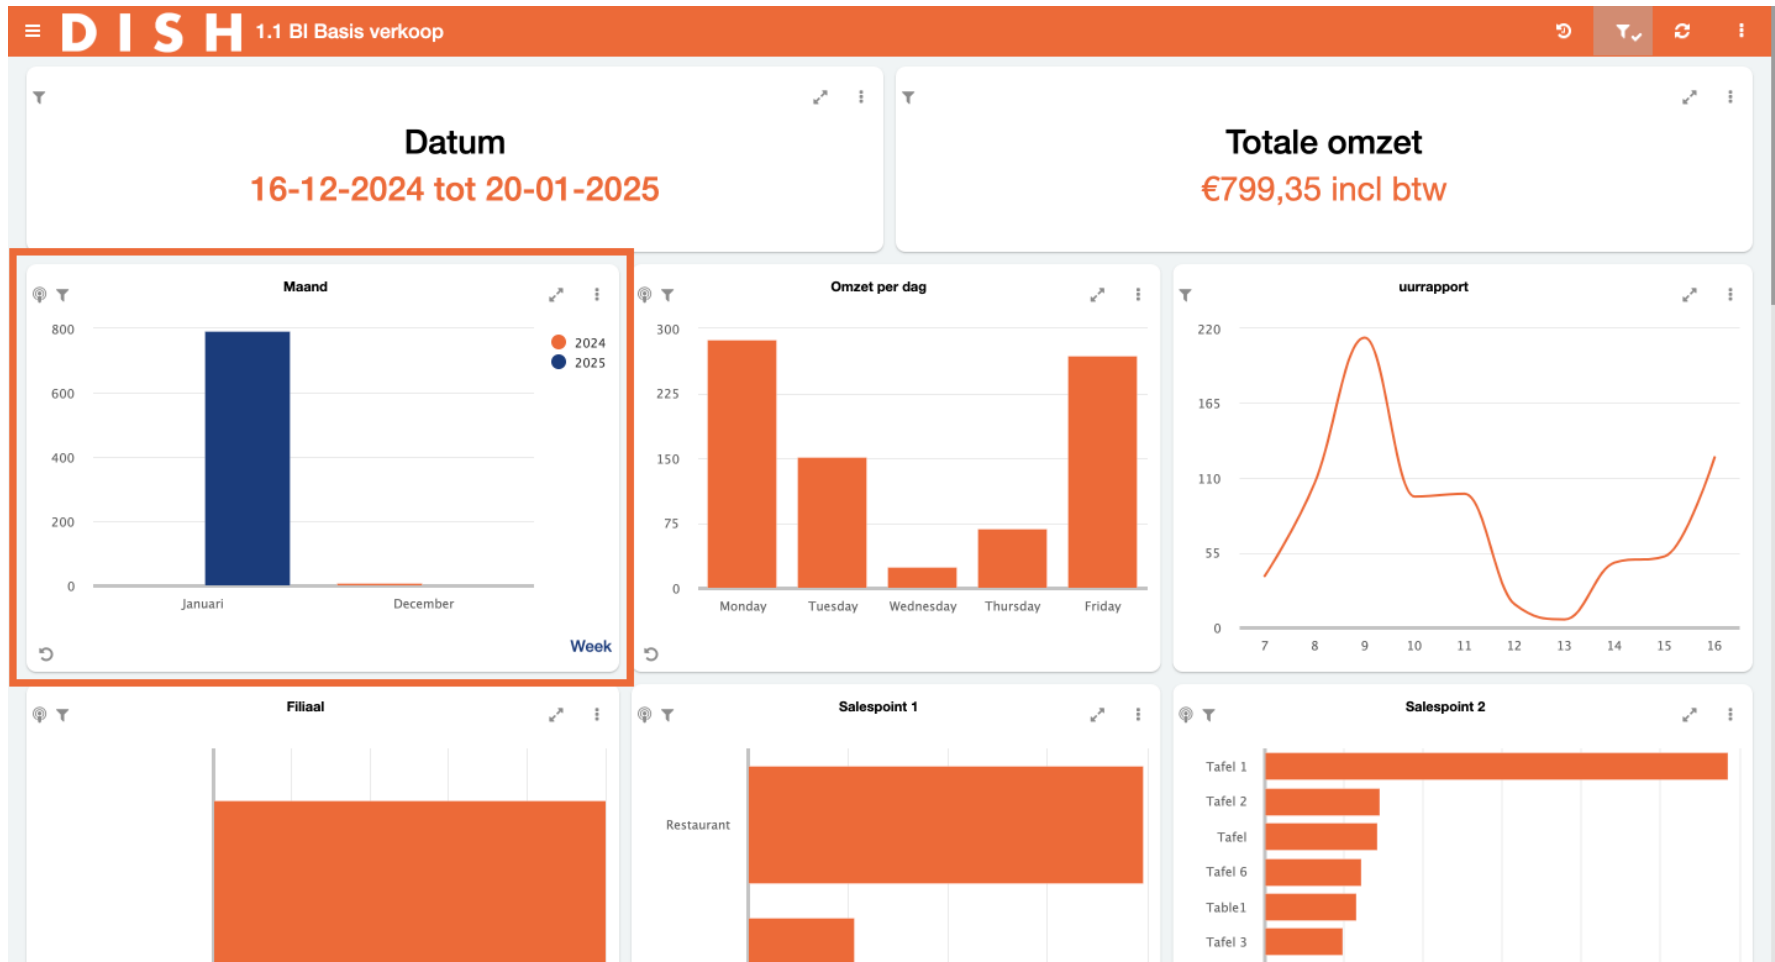 DISH 1.1 BI Basis verkoop
Datum
16-12-2024 tot 20-01-2025
Totale omzet
€799,35 incl btw
Maand
800
600
400
200
0
Januari December
2024
2025
Week
Omzet per dag
300
225
150
75
0
Monday Tuesday Wednesday Thursday Friday
uurrapport
220
165
110
55
0
7 8 9 10 11 12 13 14 15 16
Filiaal
Salespoint 1
Restaurant
Salespoint 2
Tafel 1
Tafel 2
Tafel
Tafel 6
Table1
Tafel 3